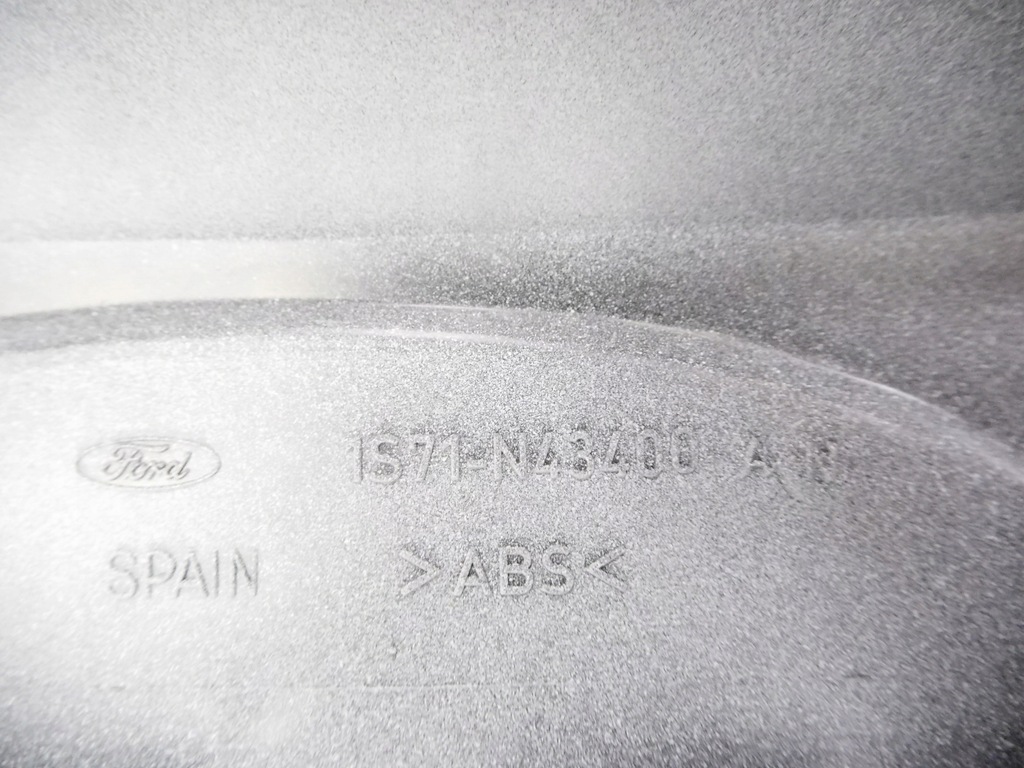 Ford 1S71-N43400 A
SPAIN >ABS<